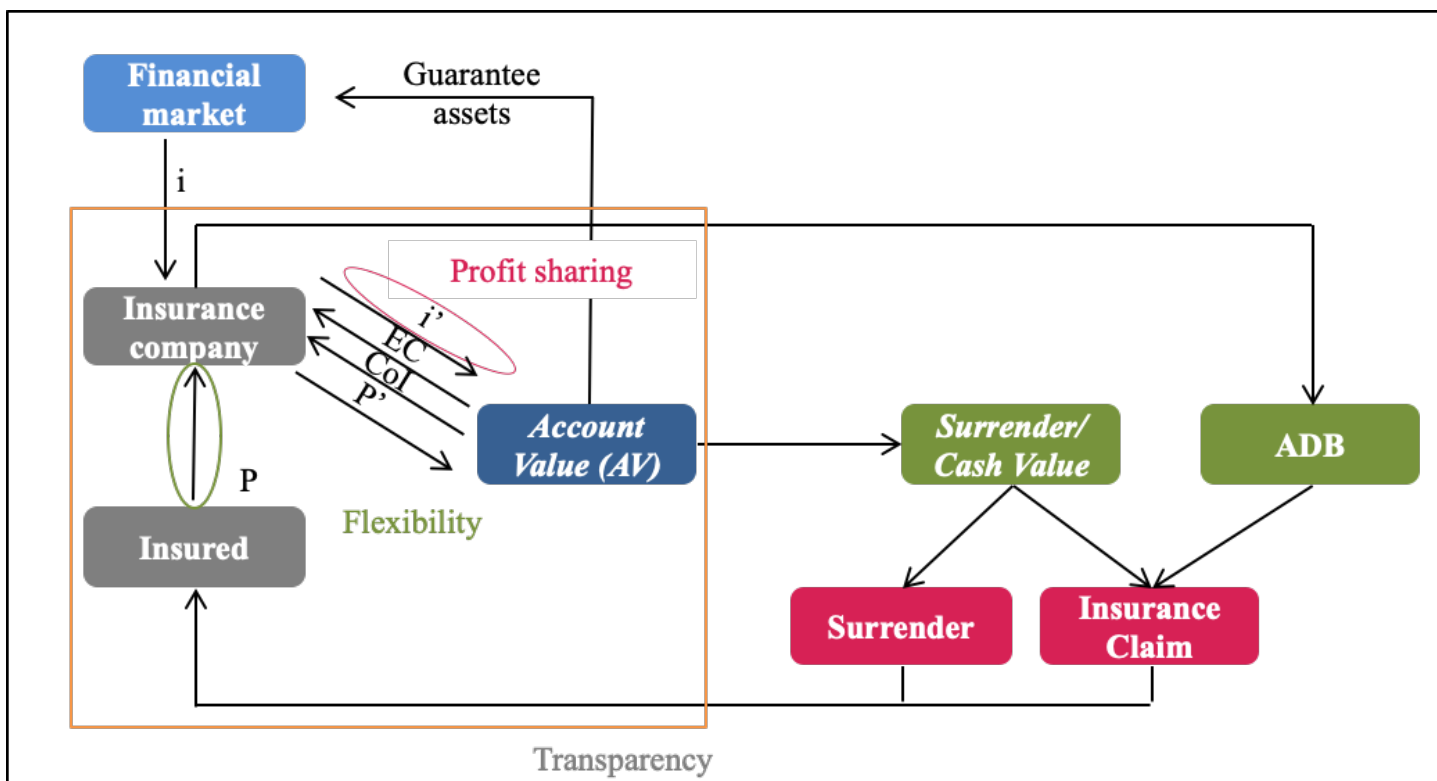 Financial
market
Guarantee
assets
i
Profit sharing
Insurance
company
i’
EC
CoI
P’
Account
Value (AV)
Surrender/
Cash Value
ADB
P
Flexibility
Insured
Surrender
Insurance
Claim
Transparency